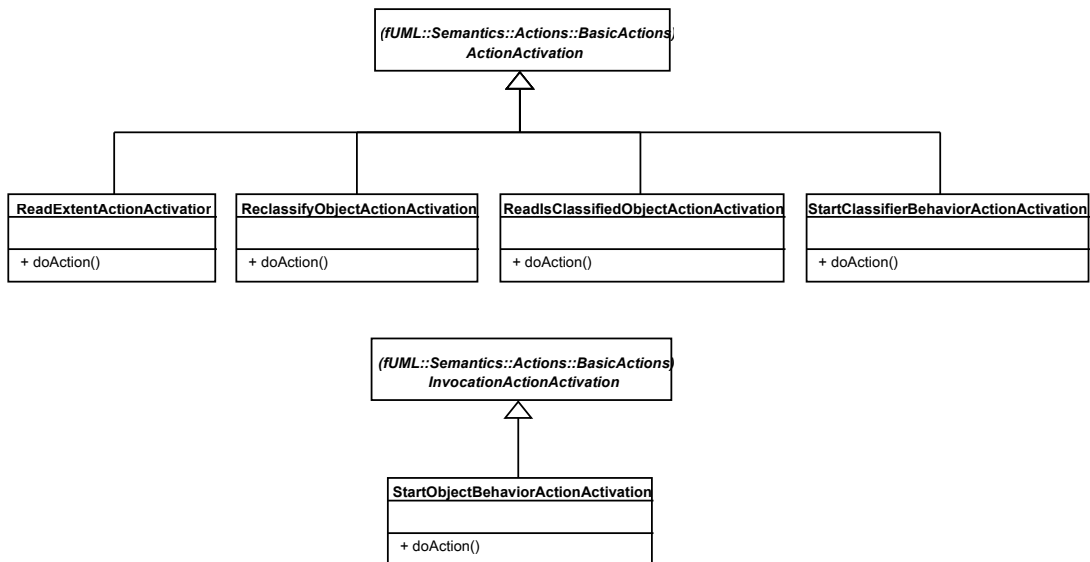 (fUML::Semantics::Actions::BasicActions)
ActionActivation
ReadExtentActionActivation
ReclassifyObjectActionActivation
ReadIsClassifiedObjectActionActivation
StartClassifierBehaviorActionActivation
+ doAction()
+ doAction()
+ doAction()
+ doAction()
(fUML::Semantics::Actions::BasicActions)
InvocationActionActivation
StartObjectBehaviorActionActivation
+ doAction()